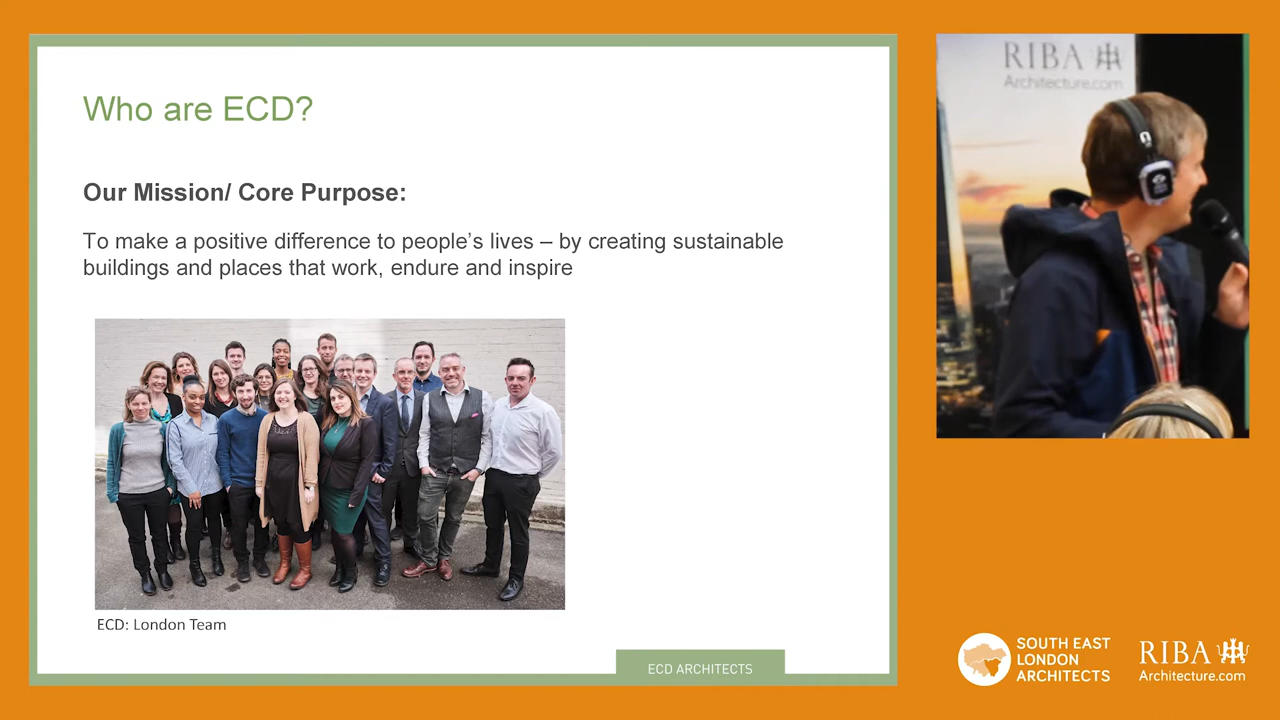 Who are ECD?
Our Mission/ Core Purpose:
To make a positive difference to people’s lives – by creating sustainable
buildings and places that work, endure and inspire
ECD: London Team
ECD ARCHITECTS
RIBA
Architecture.com
SOUTH EAST
LONDON
ARCHITECTS
RIBA
Architecture.com